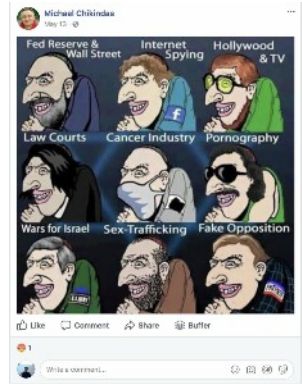 Michael Chikindas
May 13
Fed Reserve &
Wall Street
Internet
Spying
Hollywood
& TV
f
Law Courts
Cancer Industry
Pornography
Wars for Israel
Sex-Trafficking
Fake Opposition
Like
Comment
Share
Buffer
1
Write a comment...